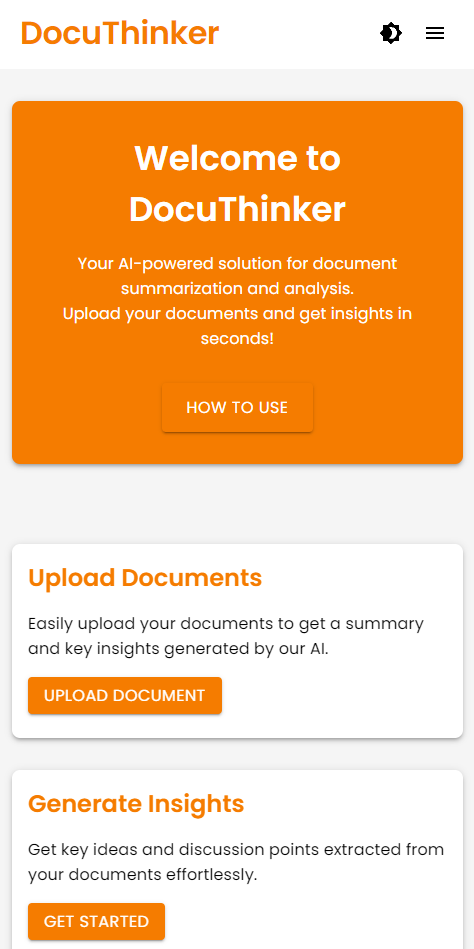 DocuThinker
Welcome to
DocuThinker
Your AI-powered solution for document
summarization and analysis.
Upload your documents and get insights in
seconds!
HOW TO USE
Upload Documents
Easily upload your documents to get a summary
and key insights generated by our AI.
UPLOAD DOCUMENT
Generate Insights
Get key ideas and discussion points extracted from
your documents effortlessly.
GET STARTED